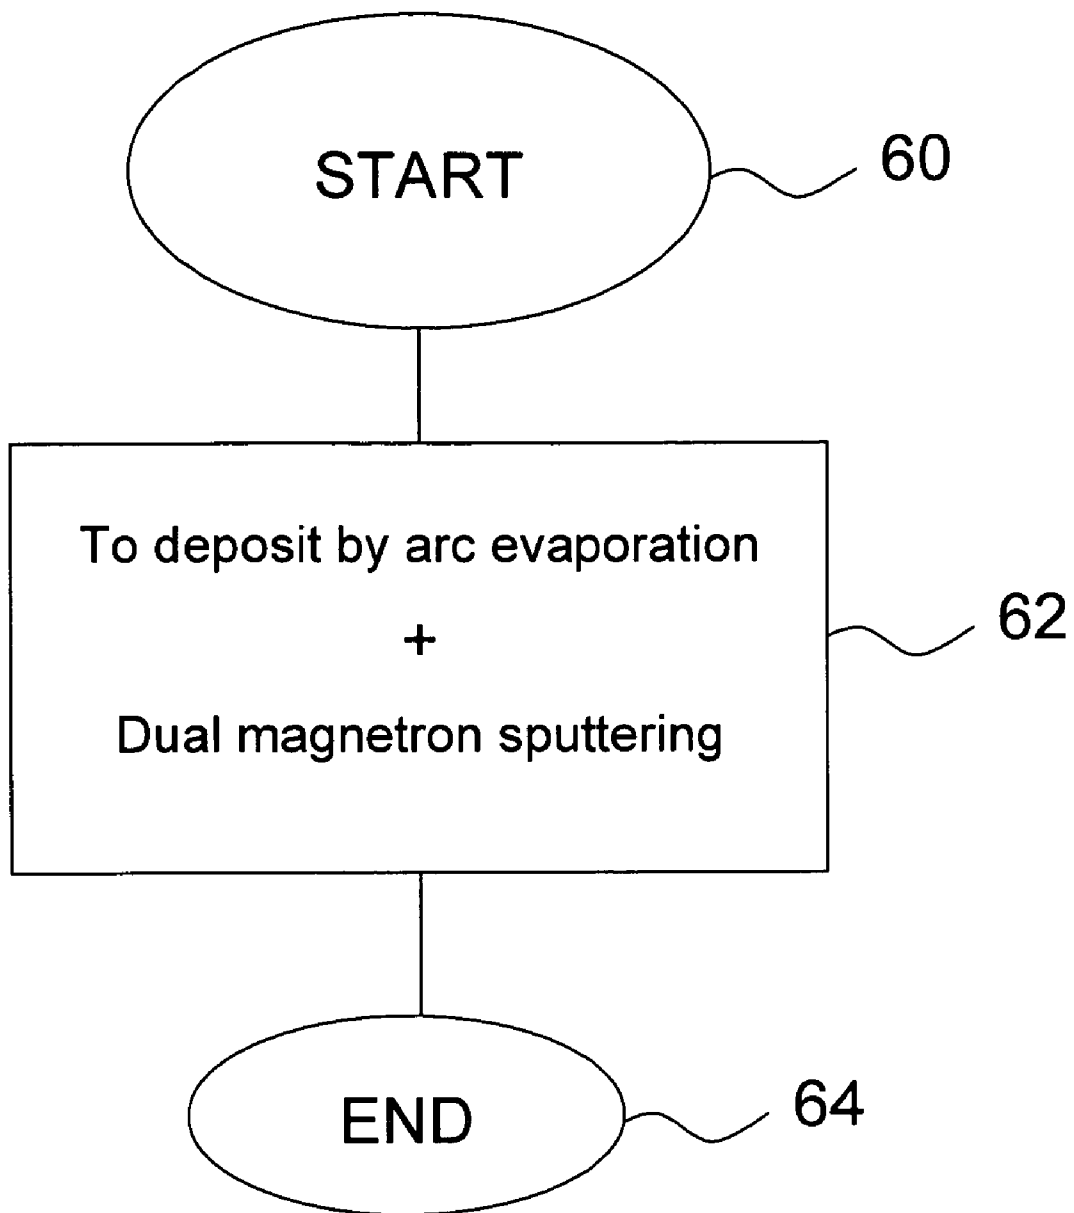 START
60
To deposit by arc evaporation
+
Dual magnetron sputtering
62
END
64